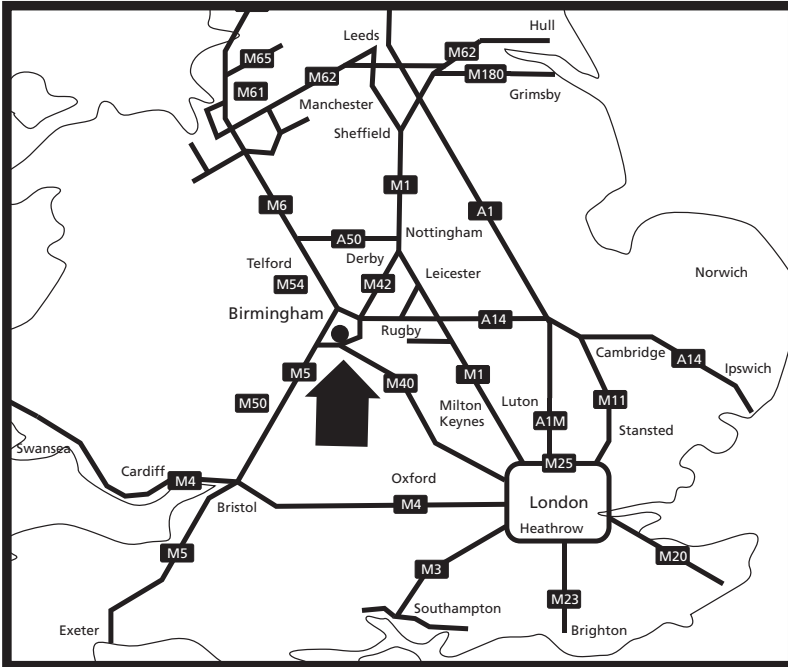 Hull
Leeds
M62
M65
M62
M180
M61
Manchester
Grimsby
Sheffield
M1
M6
A1
Nottingham
A50
Derby
Telford
Leicester
Norwich
M54
M42
Birmingham
A14
Rugby
Cambridge
A14
Ipswich
M5
M1
M40
M50
Milton
Keynes
Luton
M11
A1M
Stansted
Swansea
Cardiff
M25
M4
Oxford
Bristol
M4
London
Heathrow
M5
M20
M3
M23
Southampton
Exeter
Brighton